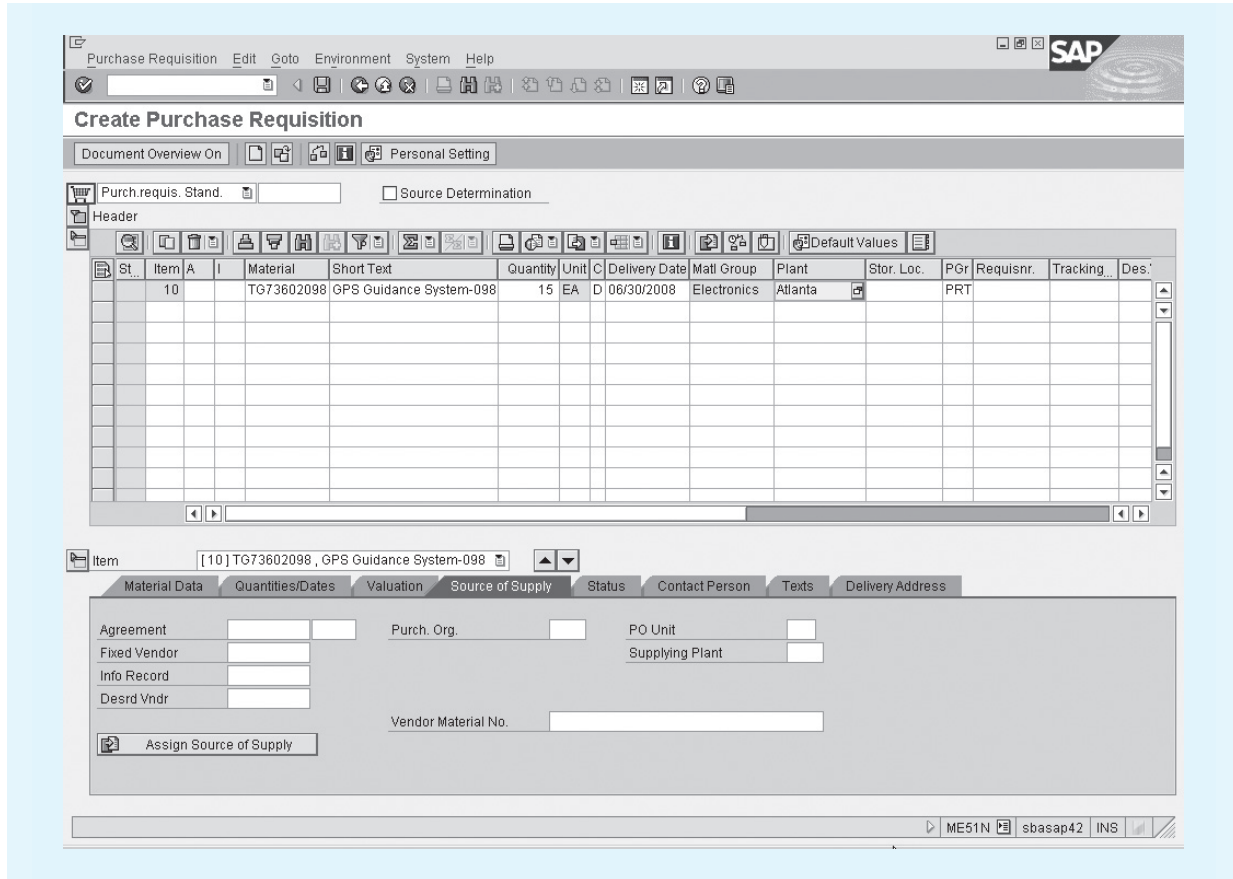 Purchase Requisition Edit Goto Environment System Help
SAP
Create Purchase Requisition
Document Overview On Personal Setting
Purch.requis. Stand. Source Determination
Header
Default Values
St... Item A I Material Short Text Quantity Unit C Delivery Date Matl Group Plant Stor. Loc. PGr Requisnr. Tracking... Des.
10 TG73602098 GPS Guidance System-098 15 EA D 06/30/2008 Electronics Atlanta PRT
Item [10] TG73602098 , GPS Guidance System-098
Material Data Quantities/Dates Valuation Source of Supply Status Contact Person Texts Delivery Address
Agreement Purch. Org. PO Unit
Fixed Vendor Supplying Plant
Info Record
Desrd Vndr
Vendor Material No.
Assign Source of Supply
ME51N sbasap42 INS